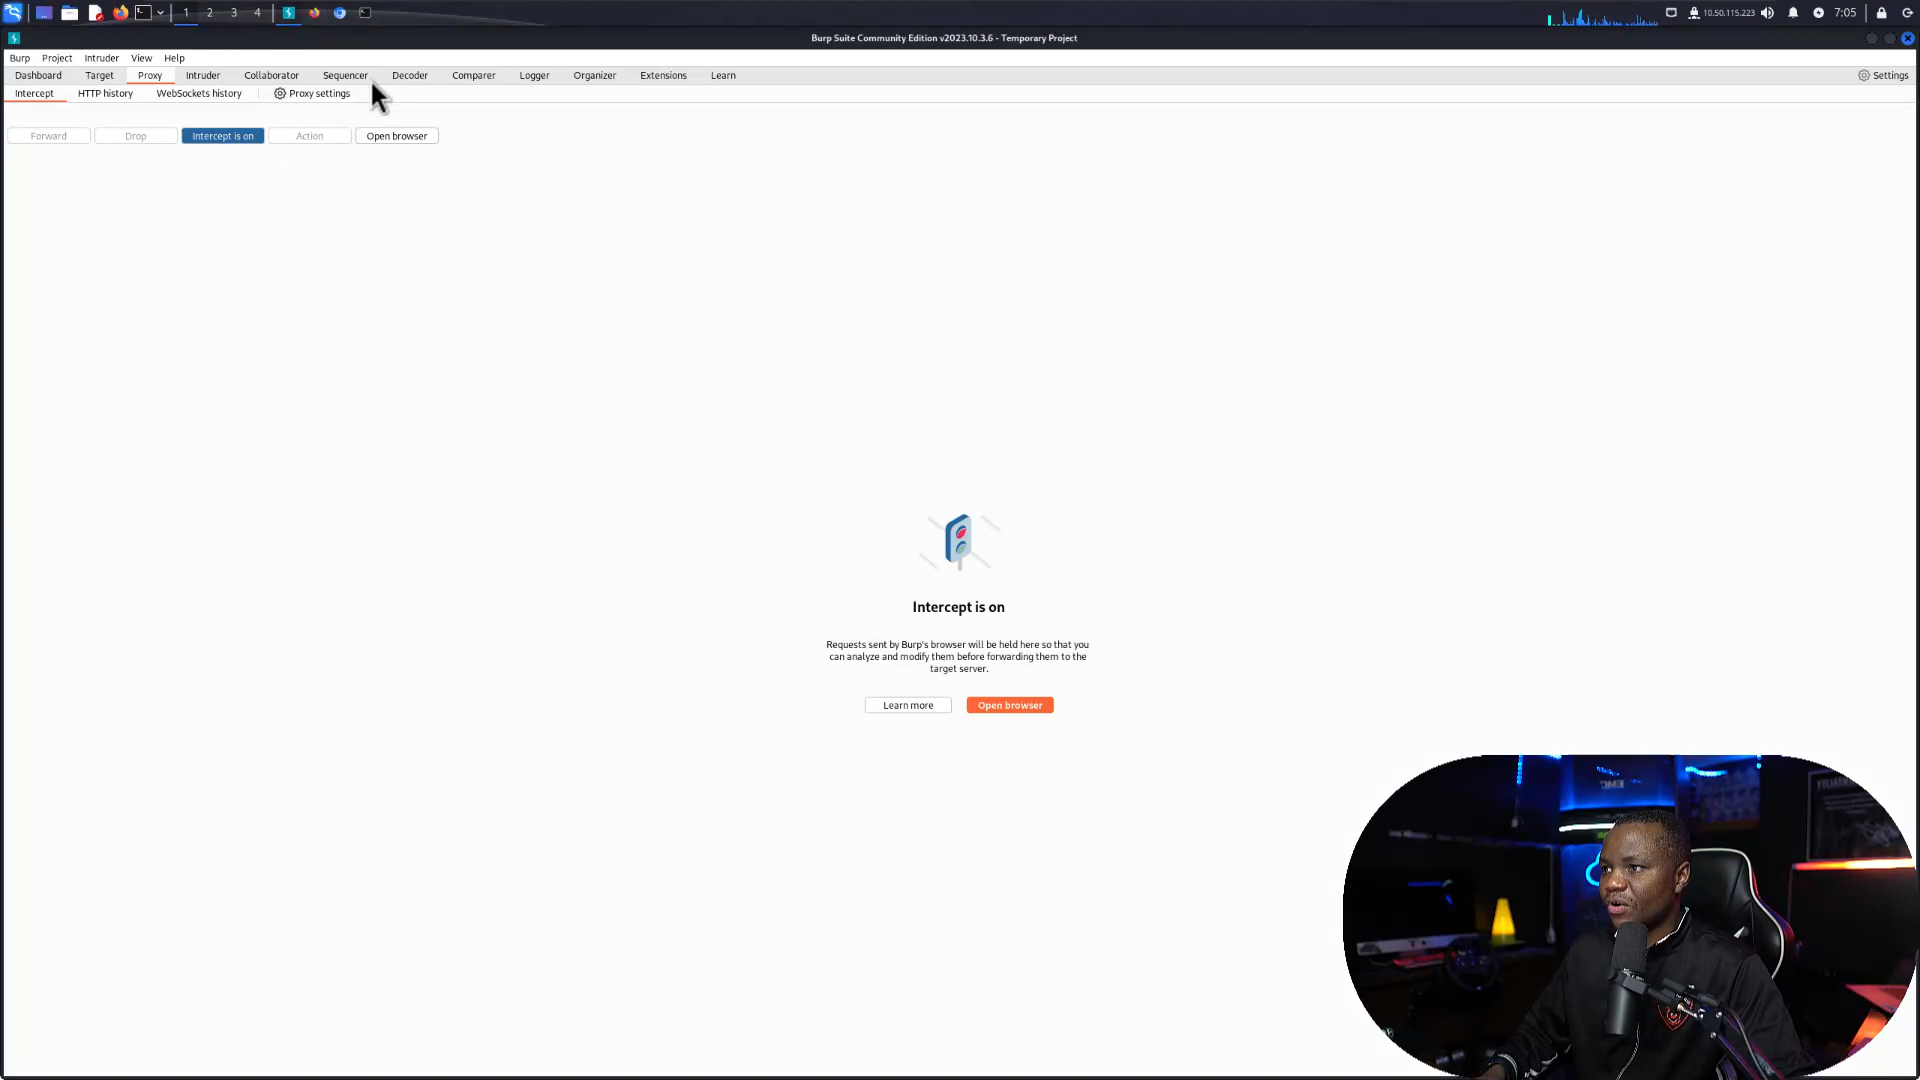 1 2 3 4 10.50.115.223 7:05
Burp Suite Community Edition v2023.10.3.6 - Temporary Project
Burp Project Intruder View Help
Dashboard Target Proxy Intruder Collaborator Sequencer Decoder Comparer Logger Organizer Extensions Learn Settings
Intercept HTTP history WebSockets history Proxy settings
Forward Drop Intercept is on Action Open browser
Intercept is on
Requests sent by Burp's browser will be held here so that you
can analyze and modify them before forwarding them to the
target server.
Learn more Open browser